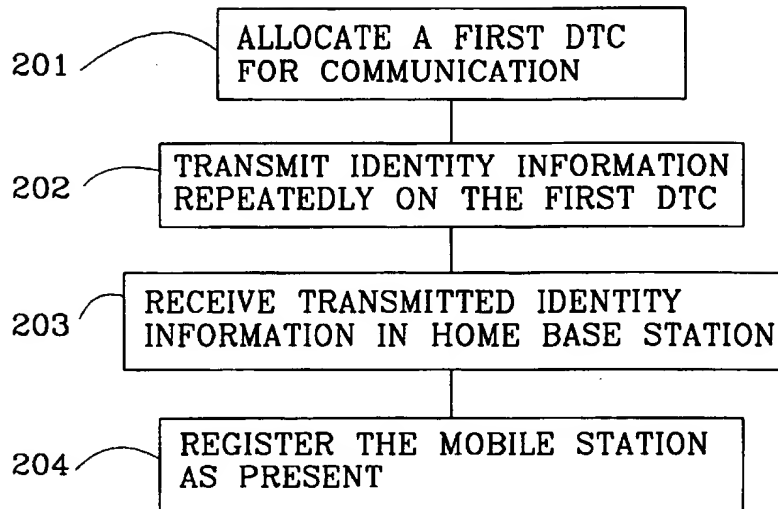 201
ALLOCATE A FIRST DTC
FOR COMMUNICATION
202
TRANSMIT IDENTITY INFORMATION
REPEATEDLY ON THE FIRST DTC
203
RECEIVE TRANSMITTED IDENTITY
INFORMATION IN HOME BASE STATION
204
REGISTER THE MOBILE STATION
AS PRESENT